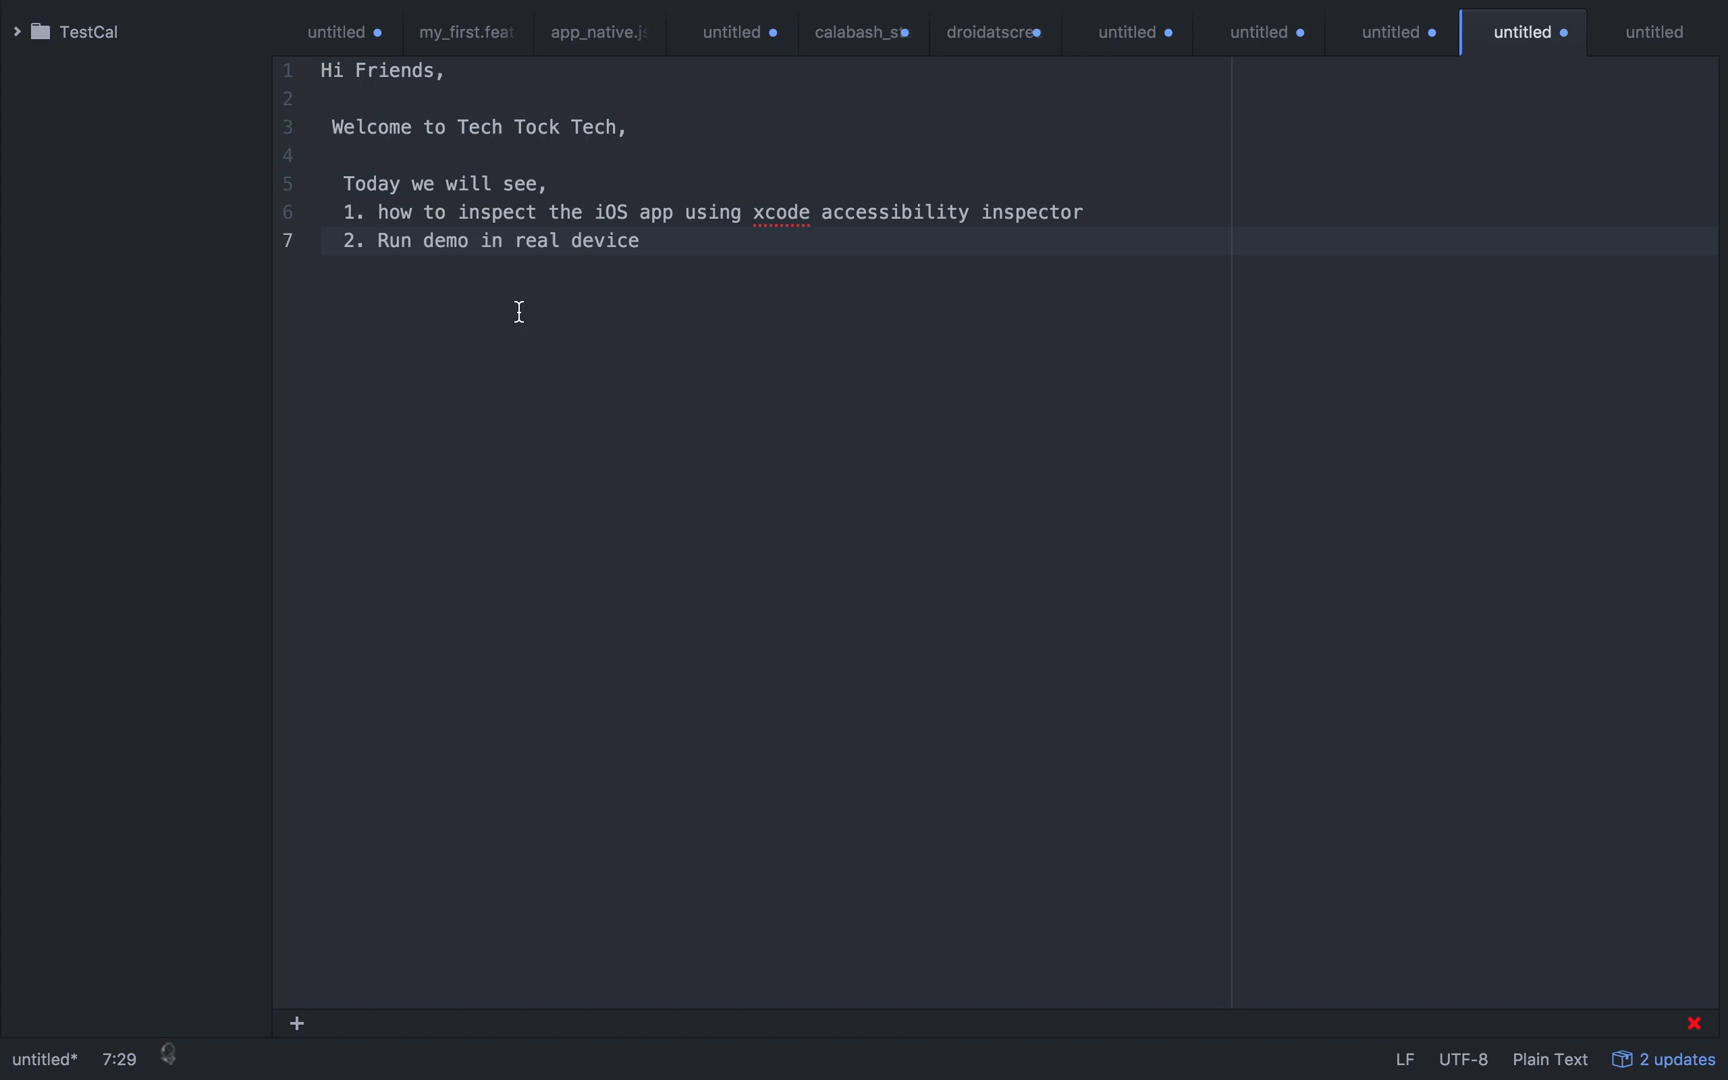 TestCal
untitled my_first.feat app_native.js untitled calabash_st droidatscre untitled untitled untitled untitled untitled
1 Hi Friends,
2
3 Welcome to Tech Tock Tech,
4
5 Today we will see,
6 1. how to inspect the iOS app using xcode accessibility inspector
7 2. Run demo in real device
untitled* 7:29 LF UTF-8 Plain Text 2 updates